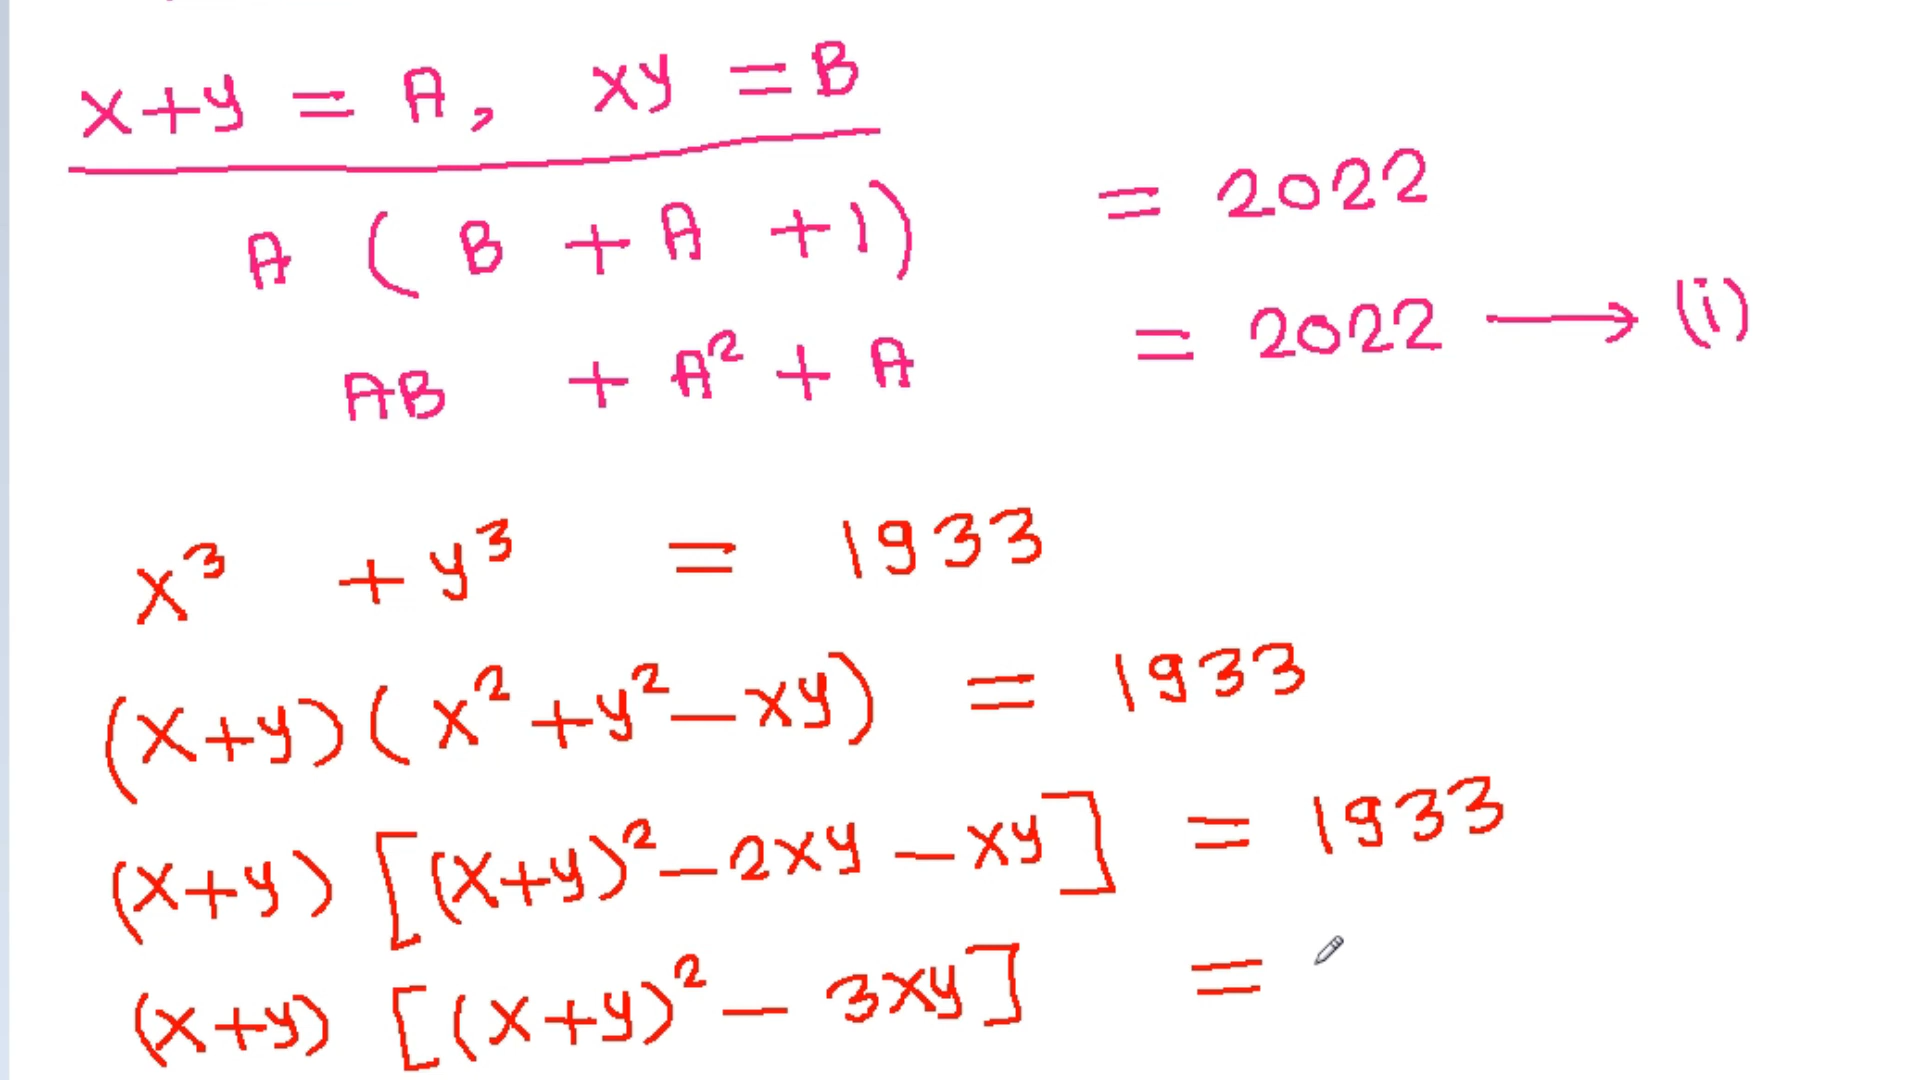 x+y = A, xy = B
A ( B + A + 1) = 2022
AB + A² + A = 2022 ⟶ (i)
x³ + y³ = 1933
(x+y)(x²+y²-xy) = 1933
(x+y) [(x+y)²-2xy-xy] = 1933
(x+y) [(x+y)² - 3xy] =